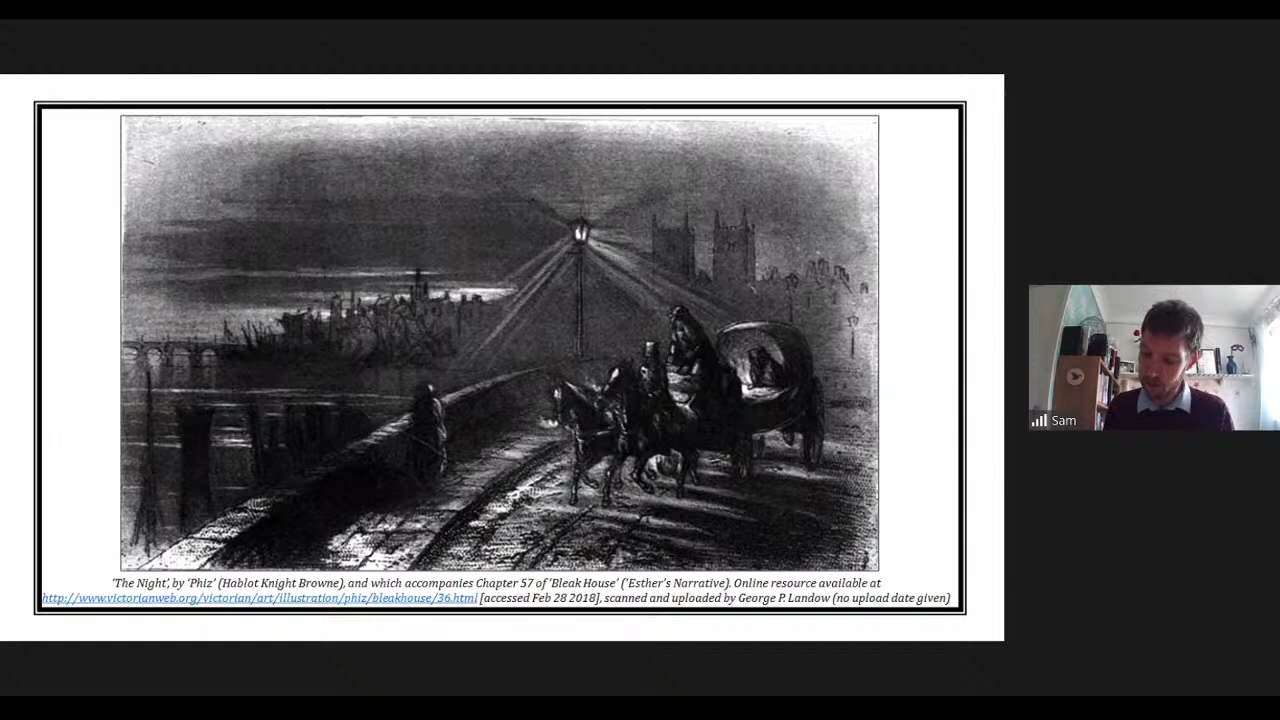 'The Night', by 'Phiz' (Hablot Knight Browne), and which accompanies Chapter 57 of 'Bleak House' ('Esther's Narrative). Online resource available at
http://www.victorianweb.org/victorian/art/illustration/phiz/bleakhouse/36.html [accessed Feb 28 2018], scanned and uploaded by George P. Landow (no upload date given)
Sam